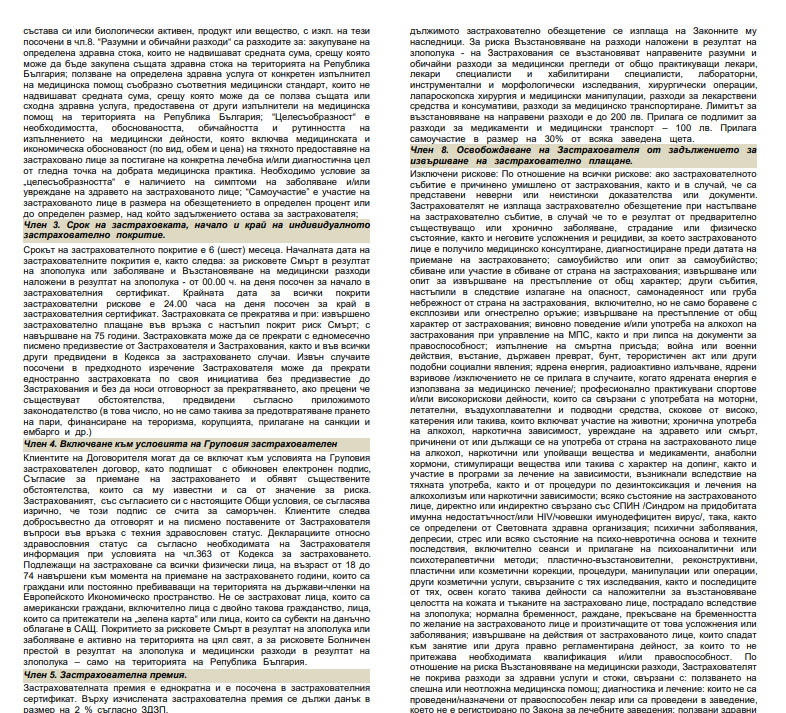 състава си или биологически активен, продукт или вещество, с изкл. на тези
посочени в чл.8. "Разумни и обичайни разходи" са разходите за: закупуване на
определена здравна стока, които не надвишават средната сума, срещу която
може да бъде закупена същата здравна стока на територията на Република
България; ползване на определена здравна услуга от конкретен изпълнител
на медицинска помощ съобразно съответния медицински стандарт, които не
надвишават средната сума, срещу която може да се ползва същата или
сходна здравна услуга, предоставена от други изпълнители на медицинска
помощ на територията на Република България; "Целесъобразност" е
необходимостта, обосноваността, обичайността и рутинността на
изпълнението на медицински дейности, която включва медицинската и
икономическа обоснованост (по вид, обем и цена) на тяхното предоставяне на
застраховано лице за постигане на конкретна лечебна и/или диагностична цел
от гледна точка на добрата медицинска практика. Необходимо условие за
„целесъобразността" е наличието на симптоми на заболяване и/или
увреждане на здравето на застрахованото лице; "Самоучастие" е участие на
застрахованото лице в размера на обезщетението в определен процент или
до определен размер, над който задължението остава за застрахователя;
Член 3. Срок на застраховката, начало и край на индивидуалното
застрахователно покритие.
Срокът на застрахователното покритие е 6 (шест) месеца. Началната дата на
застрахователните покрития е, както следва: за рисковете Смърт в резултат
на злополука или заболяване и Възстановяване на медицински разходи
наложени в резултат на злополука - от 00.00 ч. на деня посочен за начало в
застрахователния сертификат. Крайната дата за всички покрити
застрахователни рискове е 24.00 часа на деня посочен за край в
застрахователния сертификат. Застраховката се прекратява и при: извършено
застрахователно плащане във връзка с настъпил покрит риск Смърт; с
навършване на 75 години. Застраховката може да се прекрати с едномесечно
писмено предизвестие от Застрахователя и Застрахования, както и във всички
други предвидени в Кодекса за застраховането случаи. Извън случаите
посочени в предходното изречение Застрахователя може да прекрати
едностранно застраховката по своя инициатива без предизвестие до
Застрахования и без да носи отговорност за прекратяването, ако прецени че
съществуват обстоятелства, предвидени съгласно приложимото
законодателство (в това число, но не само такива за предотвратяване прането
на пари, финансиране на тероризма, корупцията, прилагане на санкции и
ембарго и др.)
Член 4. Включване към условията на Груповия застрахователен
Клиентите на Договорителя могат да се включат към условията на Груповия
застрахователен договор, като подпишат с обикновен електронен подпис,
Съгласие за приемане на застраховането и обявят съществените
обстоятелства, които са му известни и са от значение за риска.
Застрахованият, със съгласието си с настоящите Общи условия, се съгласява
изрично, че този подпис се счита за саморъчен. Клиентите следва
добросъвестно да отговорят и на писмено поставените от Застрахователя
въпроси във връзка с техния здравословен статус. Декларациите относно
здравословния статус са съгласно необходимата на Застрахователя
информация при условията на чл.363 от Кодекса за застраховането.
Подлежащи на застраховане са всички физически лица, на възраст от 18 до
74 навършени към момента на приемане на застраховането години, които са
граждани или постоянно пребиваващи на територията на държави-членки на
Европейското Икономическо пространство. Не се застраховат лица, които са
американски граждани, включително лица с двойно такова гражданство, лица,
които са притежатели на „зелена карта" или лица, които са субекти на данъчно
облагане в САЩ. Покритието за рисковете Смърт в резултат на злополука или
заболяване е активно на територията на цял свят, а за рисковете Болничен
престой в резултат на злополука и медицински разходи в резултат на
злополука – само на територията на Република България.
Член 5. Застрахователна премия.
Застрахователната премия е еднократна и е посочена в застрахователния
сертификат. Върху изчислената застрахователна премия се дължи данък в
размер на 2 % съгласно ЗДЗП.
дължимото застрахователно обезщетение се изплаща на Законните му
наследници. За риска Възстановяване на разходи наложени в резултат на
злополука - на Застрахования се възстановяват направените разумни и
обичайни разходи за медицински прегледи от общо практикуващи лекари,
лекари специалисти и хабилитирани специалисти, лабораторни,
инструментални и морфологични изследвания, хирургически операции,
лапароскопска хирургия и медицински манипулации, разходи за лекарствени
средства и консумативи, разходи за медицинско транспортиране. Лимитът за
възстановяване на направени разходи е до 200 лв. Прилага се подлимит за
разходи за медикаменти и медицински транспорт – 100 лв. Прилага
самоучастие в размер на 30% от всяка заведена щета.
Член 8. Освобождаване на Застрахователя от задължението за
извършване на застрахователно плащане.
Изключени рискове: По отношение на всички рискове: ако застрахователното
събитие е причинено умишлено от застрахования, както и в случай, че са
представени неверни или неистински доказателства или документи.
Застрахователят не изплаща застрахователно обезщетение при настъпване
на застрахователно събитие, в случай че то е резултат от предварително
съществуващо или хронично заболяване, страдание или физическо
състояние, както и неговите усложнения и рецидиви, за което застрахованото
лице е получило медицинско консултиране, диагностициране преди датата на
приемане на застраховането; самоубийство или опит за самоубийство;
сбиване или участие в сбиване от страна на застрахования; извършване или
опит за извършване на престъпление от общ характер; други събития,
настъпили в следствие излагане на опасност, самонадеяност или груба
небрежност от страна на застрахования, включително, но не само боравене с
експлозиви или огнестрелно оръжие; извършване на престъпление от общ
характер от застрахования; виновно поведение и/или употреба на алкохол на
застрахования при управление на МПС, както и при липса на документи за
правоспособност; изпълнение на смъртна присъда; война или военни
действия, въстание, държавен преврат, бунт, терористичен акт или други
подобни социални явления; ядрена енергия, радиоактивно излъчване, ядрени
взривове /изключението не се прилага в случаите, когато ядрената енергия е
използвана за медицинско лечение/; професионално практикувани спортове
и/или високорискови дейности, които са свързани с употребата на моторни,
летателни, въздухоплавателни и подводни средства, скокове от високо,
катерения или такива, които включват участие на животни; хронична употреба
на алкохол, наркотична зависимост, увреждане на здравето или смърт,
причинени от или дължащи се на употреба от страна на застрахованото лице
на алкохол, наркотични или упойващи вещества и медикаменти, анаболни
хормони, стимулиращи вещества или такива с характер на допинг, както и
участие в програми за лечение на зависимости, възникнали вследствие на
тяхната употреба, както и от процедури по дезинтоксикация и лечения на
алкохолизъм или наркотични зависимости; всяко състояние на застрахованото
лице, директно или индиректно свързано със СПИН /Синдром на придобитата
имунна недостатъчност/или HIV/човешки имунодефицитен вирус/, така, както
се определени от Световната здравна организация; психични заболявания,
депресии, стрес или всяко състояние на психо-невротична основа и техните
последствия, включително сеанси и прилагане на психоаналитични или
психотерапевтични методи; пластично-възстановителни, реконструктивни,
пластични или козметични корекции, процедури, манипулации или операции,
други козметични услуги, свързаните с тях изследвания, както и последиците
от тях, освен когато такива дейности са наложителни за възстановяване
целостта на кожата и тъканите на застраховано лице, пострадало вследствие
на злополука; нормална бременност, раждане, прекъсване на бременността
по желание на застрахованото лице и произтичащите от това усложнения или
заболявания; извършване на действия от застрахованото лице, които спадат
към занятие или друга правно регламентирана дейност, за които то не
притежава необходимата квалификация и/или правоспособност. По
отношение на риска Възстановяване на медицински разходи, Застрахователят
не покрива разходи за здравни услуги и стоки, свързани с: ползването на
спешна или неотложна медицинска помощ; диагностика и лечение: които не са
проведени/назначени от правоспособен лекар или са проведени в заведение,
което не е регистрирано по Закона за лечебните заведения; ползвани здравни